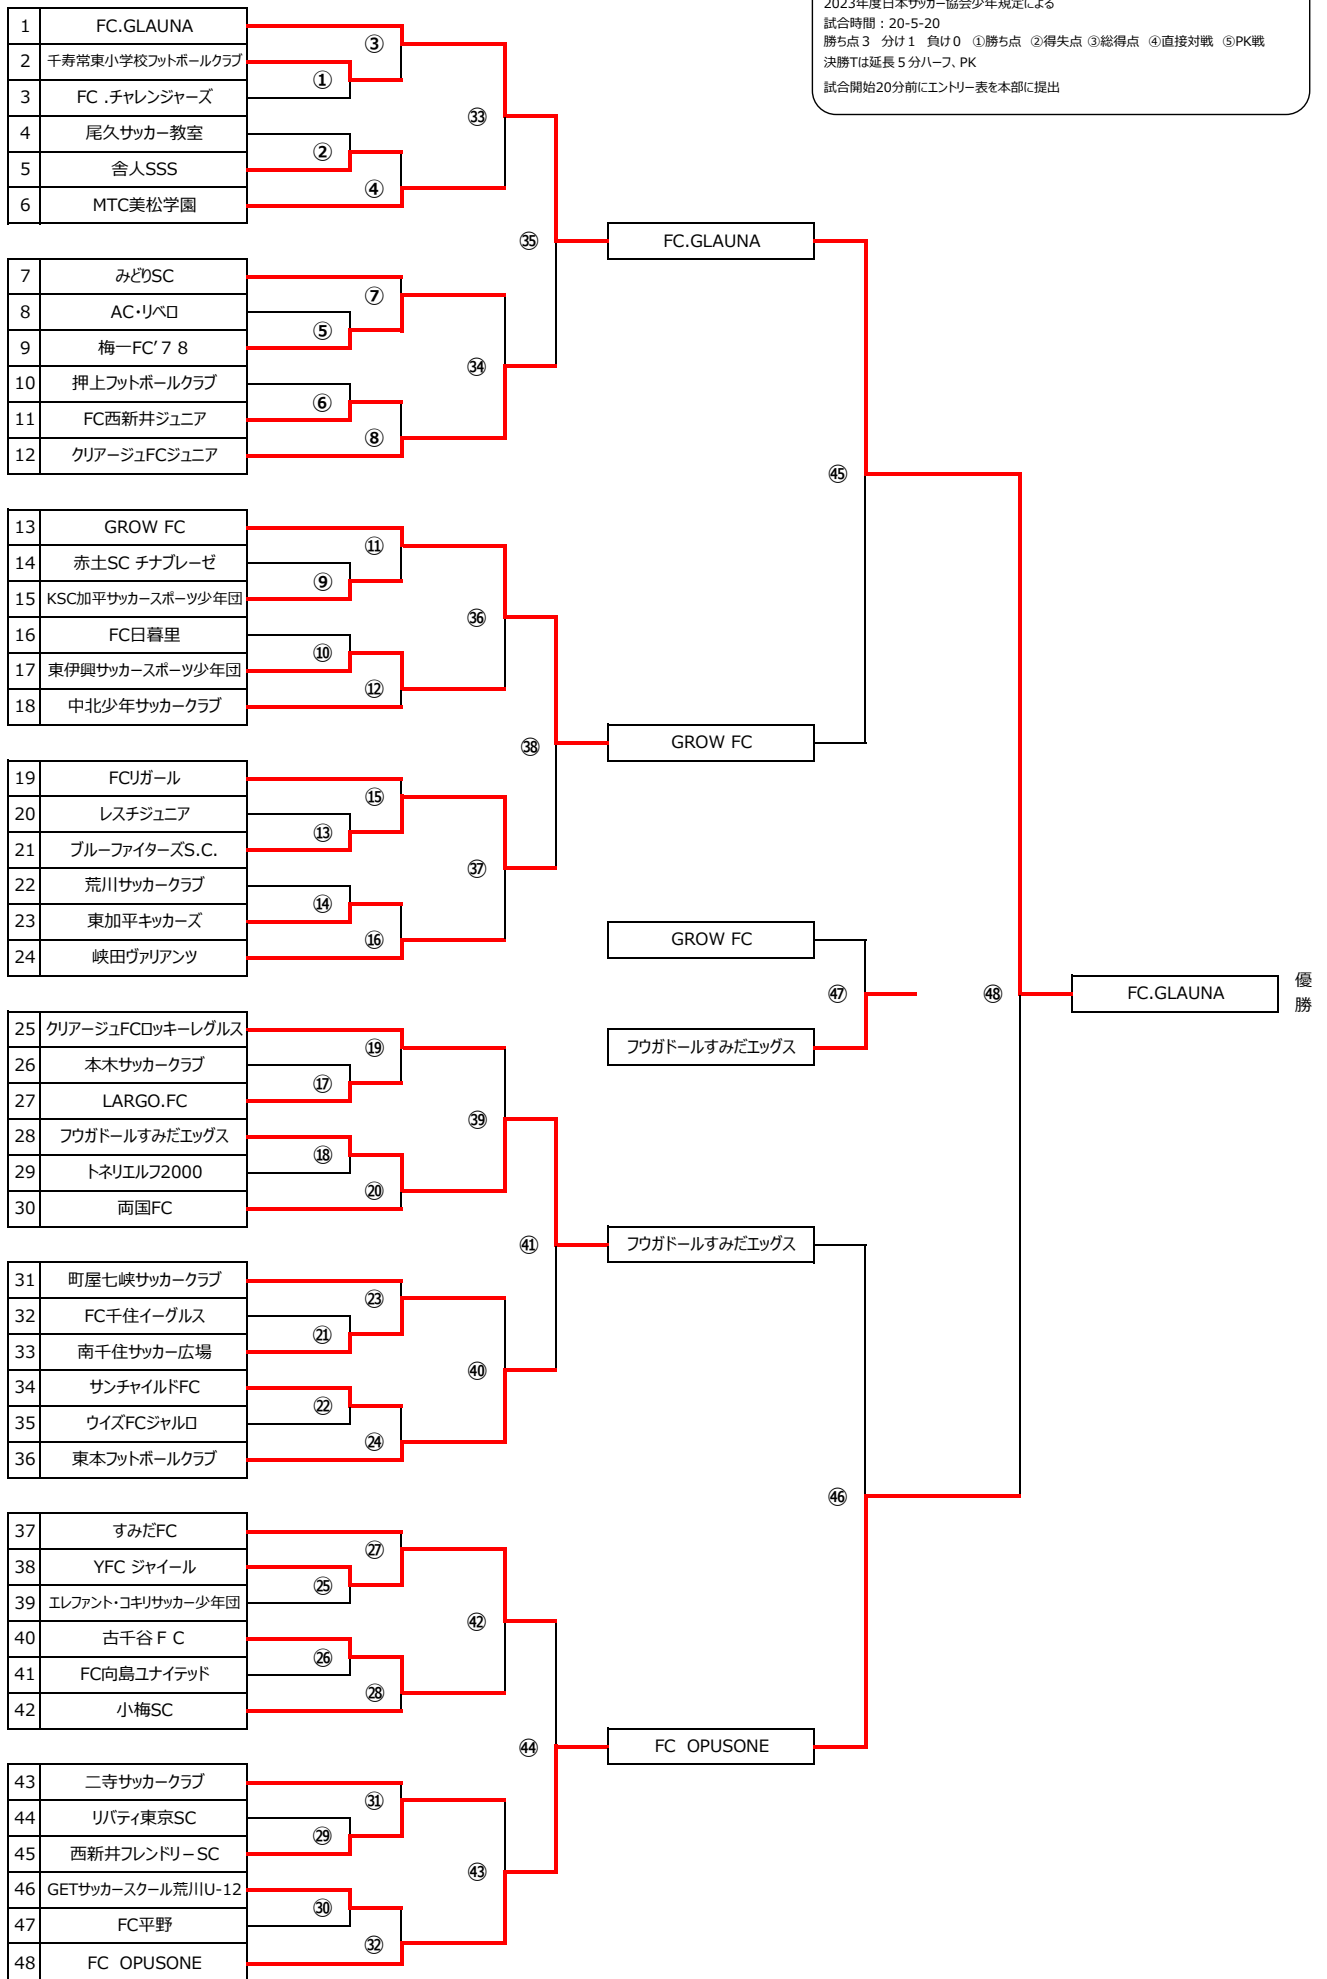 2023年度日本サッカー協会少年規定による
試合時間：20-5-20
勝ち点３ 分け１ 負け０ ①勝ち点 ②得失点 ③総得点 ④直接対戦 ⑤PK戦
決勝Tは延長５分ハーフ、PK
試合開始20分前にエントリー表を本部に提出
1 FC.GLAUNA
2 千寿常東小学校フットボールクラブ
3 FC .チャレンジャーズ
4 尾久サッカー教室
5 舎人SSS
6 MTC美松学園
③
①
②
④
㉝
㉟
FC.GLAUNA
7 みどりSC
8 AC・リベロ
9 梅一FC’７８
10 押上フットボールクラブ
11 FC西新井ジュニア
12 クリアージュFCジュニア
⑦
⑤
⑥
⑧
㉞
㊺
13 GROW FC
14 赤土SC チナブレーゼ
15 KSC加平サッカースポーツ少年団
16 FC日暮里
17 東伊興サッカースポーツ少年団
18 中北少年サッカークラブ
⑪
⑨
⑩
⑫
㊱
㊳
GROW FC
19 FCリガール
20 レスチジュニア
21 ブルーファイターズS.C.
22 荒川サッカークラブ
23 東加平キッカーズ
24 峡田ヴァリアンツ
⑮
⑬
⑭
⑯
㊲
GROW FC
㊼
フウガドールすみだエッグス
㊽
FC.GLAUNA
優勝
25 クリアージュFCロッキーレグルス
26 本木サッカークラブ
27 LARGO.FC
28 フウガドールすみだエッグス
29 トネリエルフ2000
30 両国FC
⑲
⑰
⑱
⑳
㊴
㊶
フウガドールすみだエッグス
31 町屋七峡サッカークラブ
32 FC千住イーグルス
33 南千住サッカー広場
34 サンチャイルドFC
35 ウイズFCジャルロ
36 東本フットボールクラブ
㉓
㉑
㉒
㉔
㊵
㊻
37 すみだFC
38 YFC ジャイール
39 エレファント・コキリサッカー少年団
40 古千谷ＦＣ
41 FC向島ユナイテッド
42 小梅SC
㉗
㉕
㉖
㉘
㊷
㊹
FC OPUSONE
43 二寺サッカークラブ
44 リバティ東京SC
45 西新井フレンドリーSC
46 GETサッカースクール荒川U-12
47 FC平野
48 FC OPUSONE
㉛
㉙
㉚
㉜
㊸